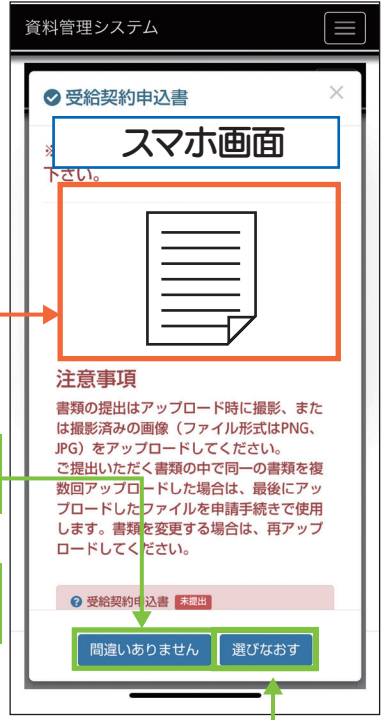 資料管理システム
受給契約申込書
スマホ画面
※
下さい。
注意事項
書類の提出はアップロード時に撮影、また
は撮影済みの画像（ファイル形式はPNG、
JPG）をアップロードしてください。
ご提出いただく書類の中で同一の書類を複
数回アップロードした場合は、最後にアッ
プロードしたファイルを申請手続きで使用
します。書類を変更する場合は、再アップ
ロードしてください。
受給契約申込書 未提出
間違いありません 選びなおす